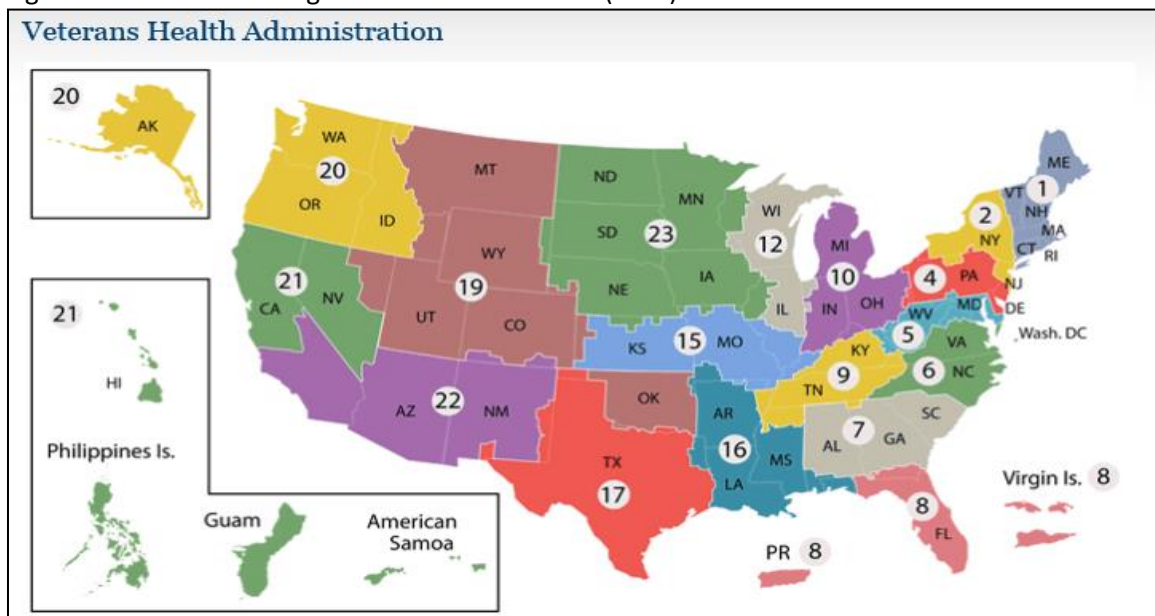 Veterans Health Administration
20
AK
WA
20
OR
ID
MT
WY
19
UT
CO
OK
ND
MN
SD
23
NE
IA
WI
12
IL
MI
10
IN
OH
ME
VT
1
NH
MA
CT
RI
2
NY
NJ
4
PA
DE
WV
MD
5
Wash. DC
VA
6
NC
KY
9
TN
KS
15
MO
21
CA
NV
AZ
22
NM
TX
17
AR
16
MS
LA
AL
7
GA
SC
8
FL
Virgin Is. 8
PR 8
21
HI
Philippines Is.
Guam
American
Samoa